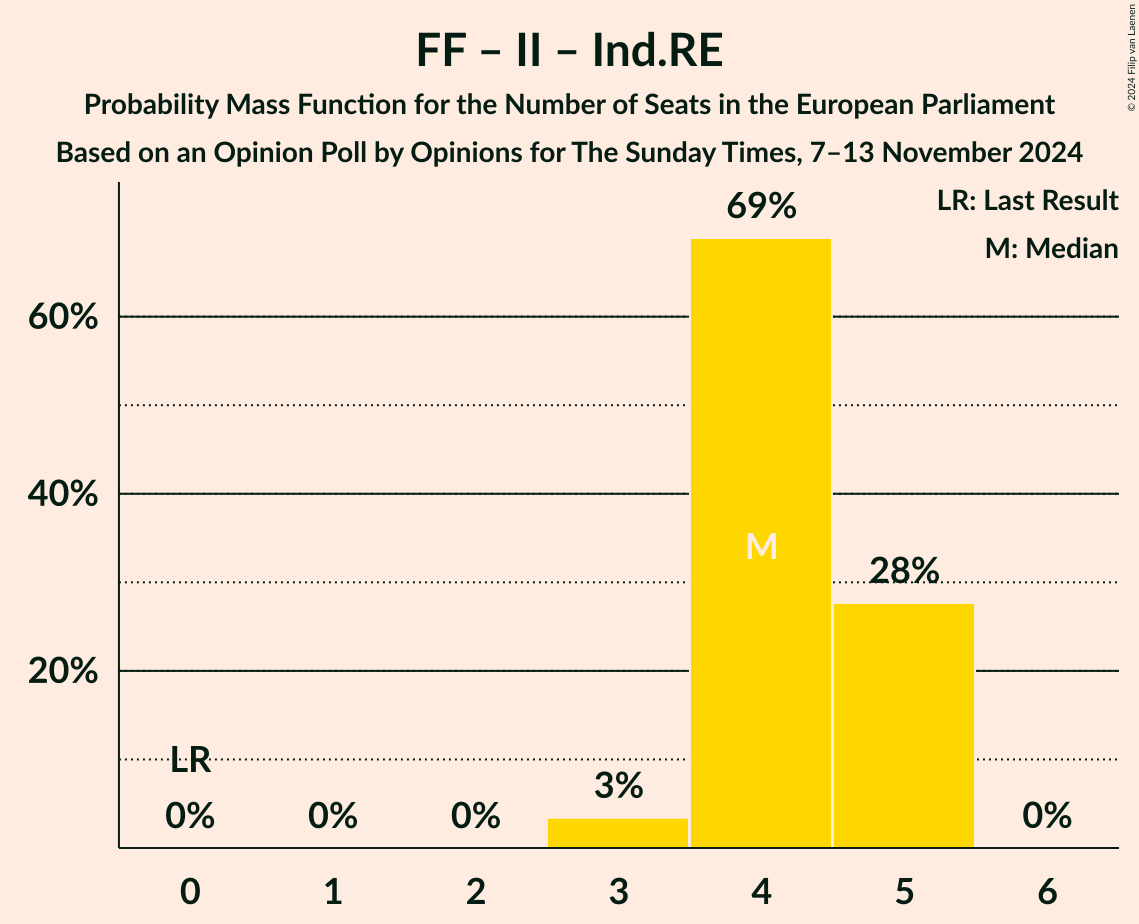 FF – II – Ind.RE
Probability Mass Function for the Number of Seats in the European Parliament
Based on an Opinion Poll by Opinions for The Sunday Times, 7–13 November 2024
© 2024 Filip van Laenen
LR: Last Result
M: Median
69%
60%
40%
M
28%
20%
LR
3%
0% 0% 0% 0%
0 1 2 3 4 5 6